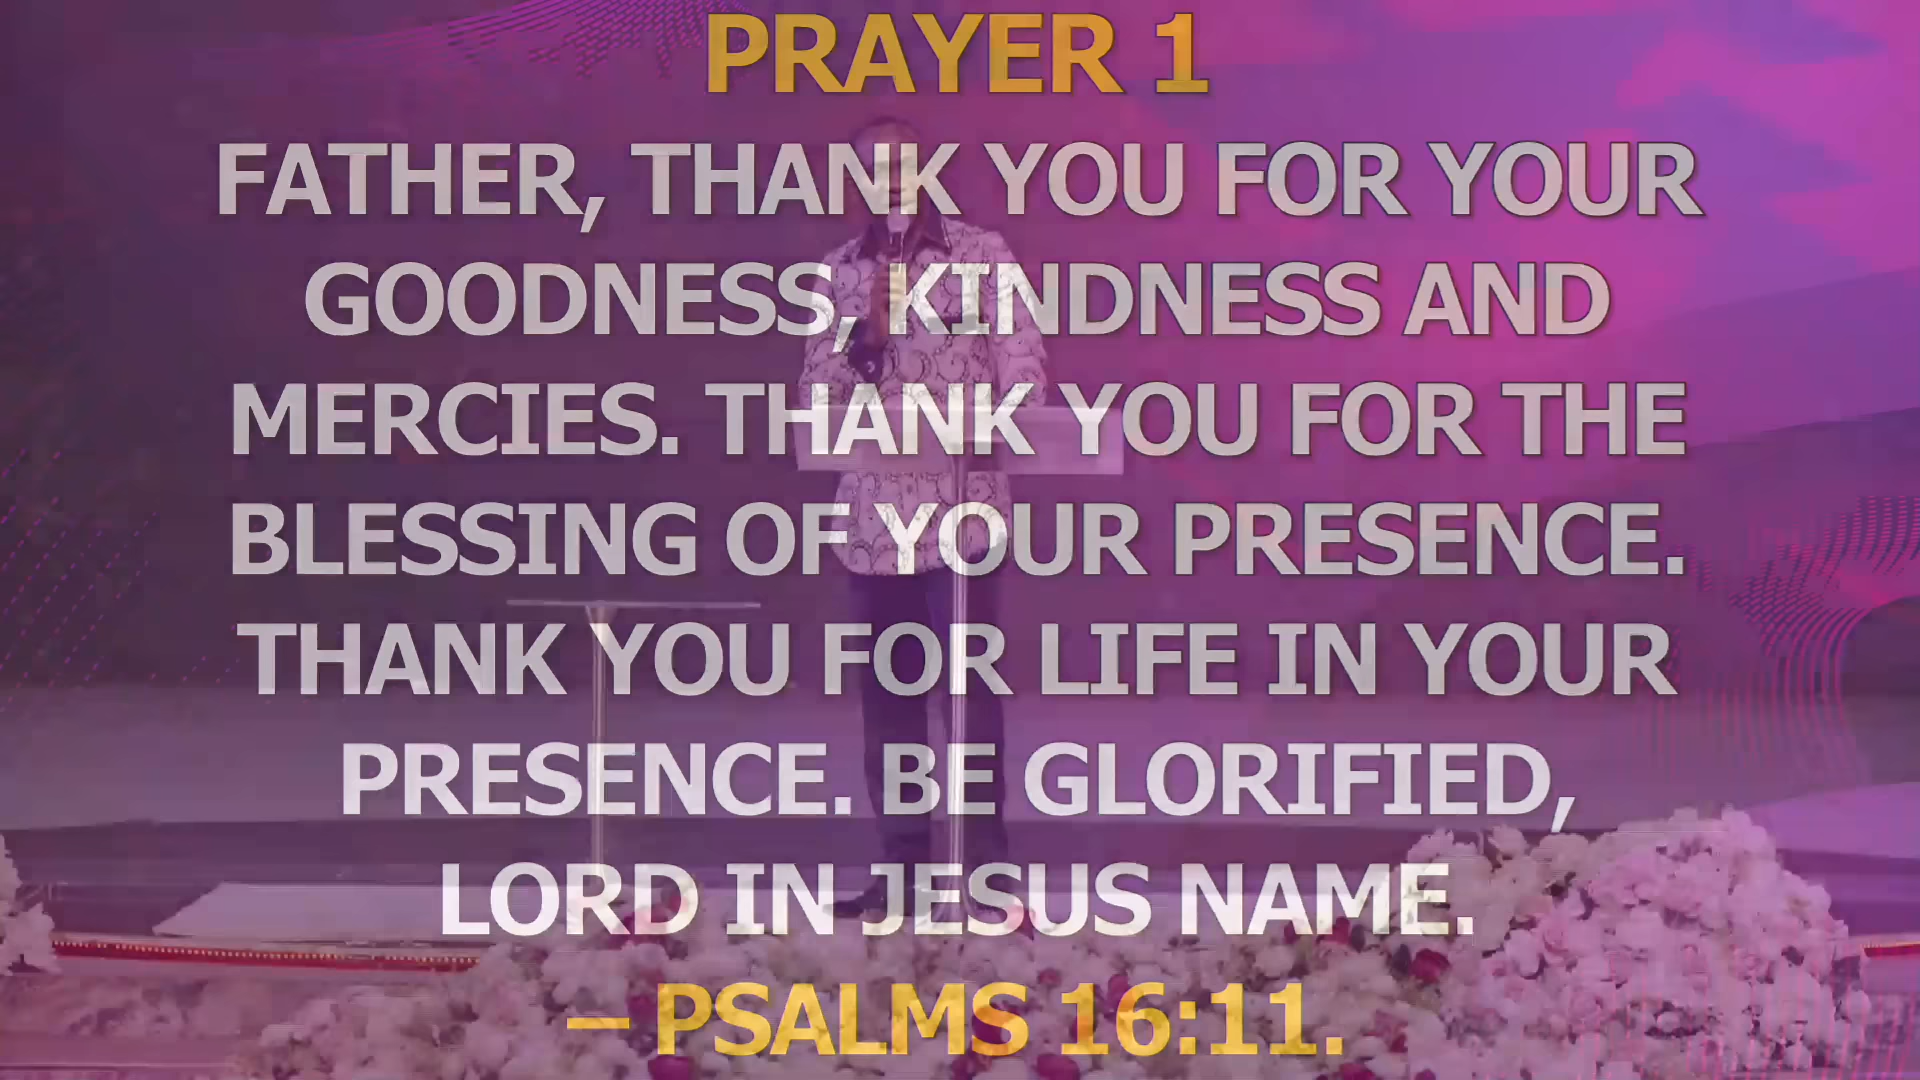 PRAYER 1
FATHER, THANK YOU FOR YOUR
GOODNESS, KINDNESS AND
MERCIES. THANK YOU FOR THE
BLESSING OF YOUR PRESENCE.
THANK YOU FOR LIFE IN YOUR
PRESENCE. BE GLORIFIED,
LORD IN JESUS NAME.
— PSALMS 16:11.